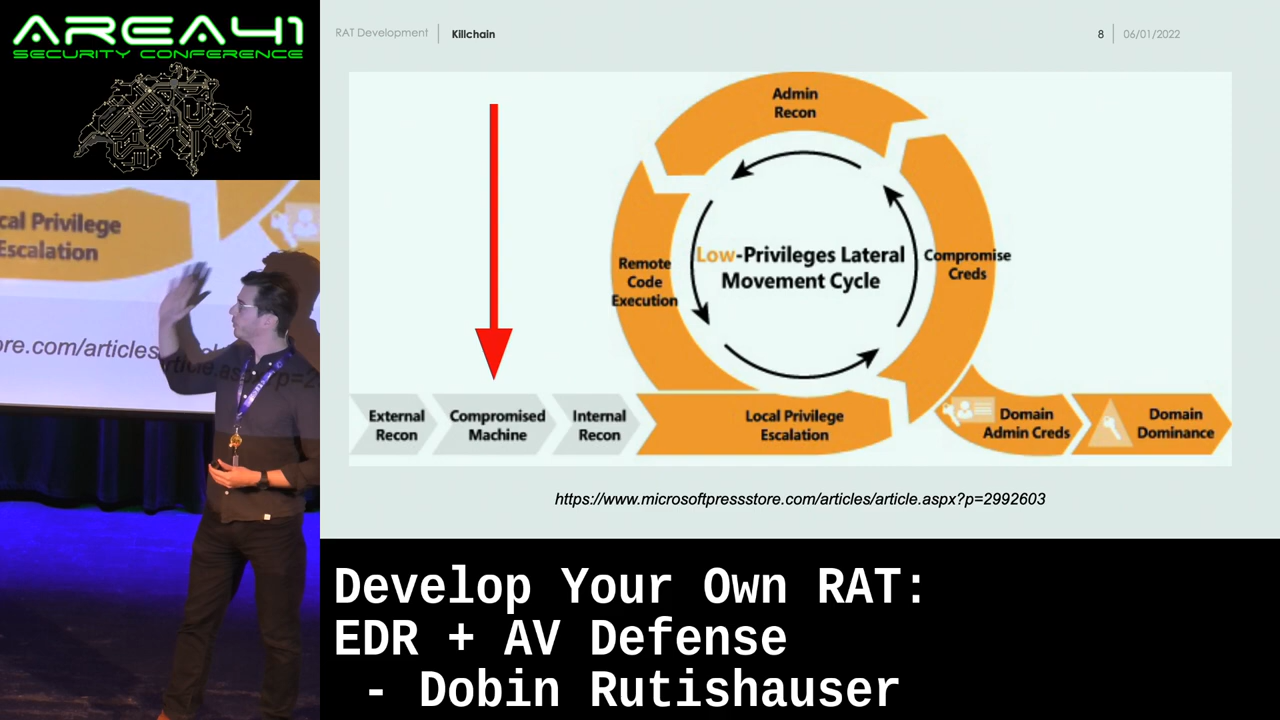 AREA41
SECURITY CONFERENCE
RAT Development
Killchain
8
06/01/2022
Admin
Recon
Low-Privileges Lateral
Movement Cycle
Compromise
Creds
Remote
Code
Execution
External
Recon
Compromised
Machine
Internal
Recon
Local Privilege
Escalation
Domain
Admin Creds
Domain
Dominance
https://www.microsoftpressstore.com/articles/article.aspx?p=2992603
cal Privilege
Escalation
ore.com/articles
article.as
p=2
Develop Your Own RAT:
EDR + AV Defense
- Dobin Rutishauser